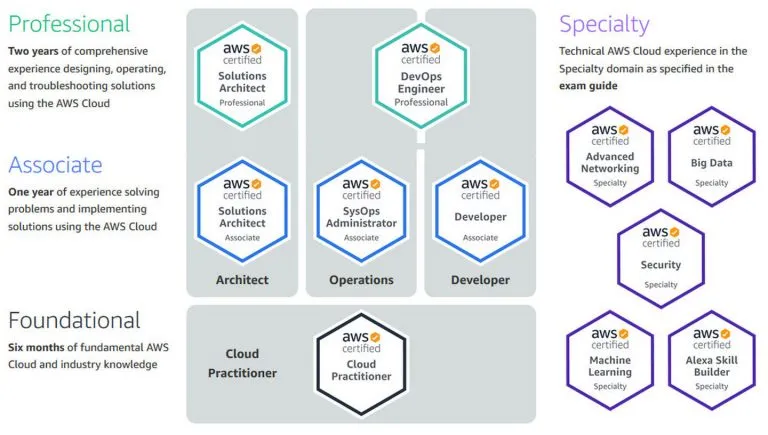 Professional
Two years of comprehensive
experience designing, operating,
and troubleshooting solutions
using the AWS Cloud
aws
certified
Solutions
Architect
Professional
aws
certified
DevOps
Engineer
Professional
Associate
One year of experience solving
problems and implementing
solutions using the AWS Cloud
aws
certified
Solutions
Architect
Associate
aws
certified
SysOps
Administrator
Associate
aws
certified
Developer
Associate
Architect
Operations
Developer
Foundational
Six months of fundamental AWS
Cloud and industry knowledge
Cloud
Practitioner
aws
certified
Cloud
Practitioner
Specialty
Technical AWS Cloud experience in the
Specialty domain as specified in the
exam guide
aws
certified
Advanced
Networking
Specialty
aws
certified
Big Data
Specialty
aws
certified
Security
Specialty
aws
certified
Machine
Learning
Specialty
aws
certified
Alexa Skill
Builder
Specialty